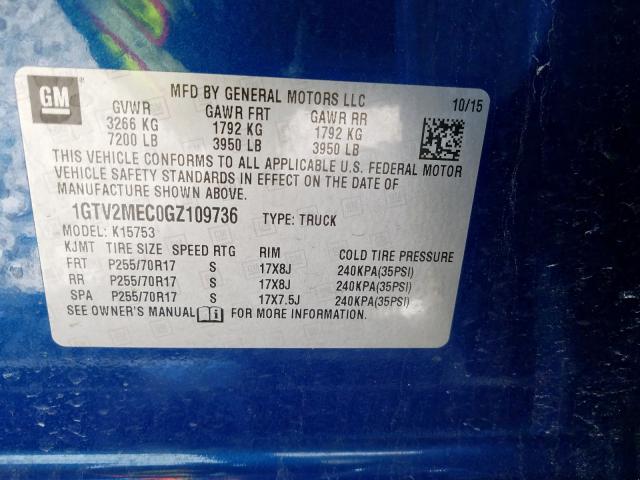 GM
MFD BY GENERAL MOTORS LLC
10/15
GVWR GAWR FRT GAWR RR
3266 KG 1792 KG 1792 KG
7200 LB 3950 LB 3950 LB
THIS VEHICLE CONFORMS TO ALL APPLICABLE U.S. FEDERAL MOTOR
VEHICLE SAFETY STANDARDS IN EFFECT ON THE DATE OF
MANUFACTURE SHOWN ABOVE.
1GTV2MEC0GZ109736 TYPE: TRUCK
MODEL: K15753
KJMT TIRE SIZE SPEED RTG RIM COLD TIRE PRESSURE
FRT P255/70R17 S 17X8J 240KPA(35PSI)
RR P255/70R17 S 17X8J 240KPA(35PSI)
SPA P255/70R17 S 17X7.5J 240KPA(35PSI)
SEE OWNER'S MANUAL FOR MORE INFORMATION.